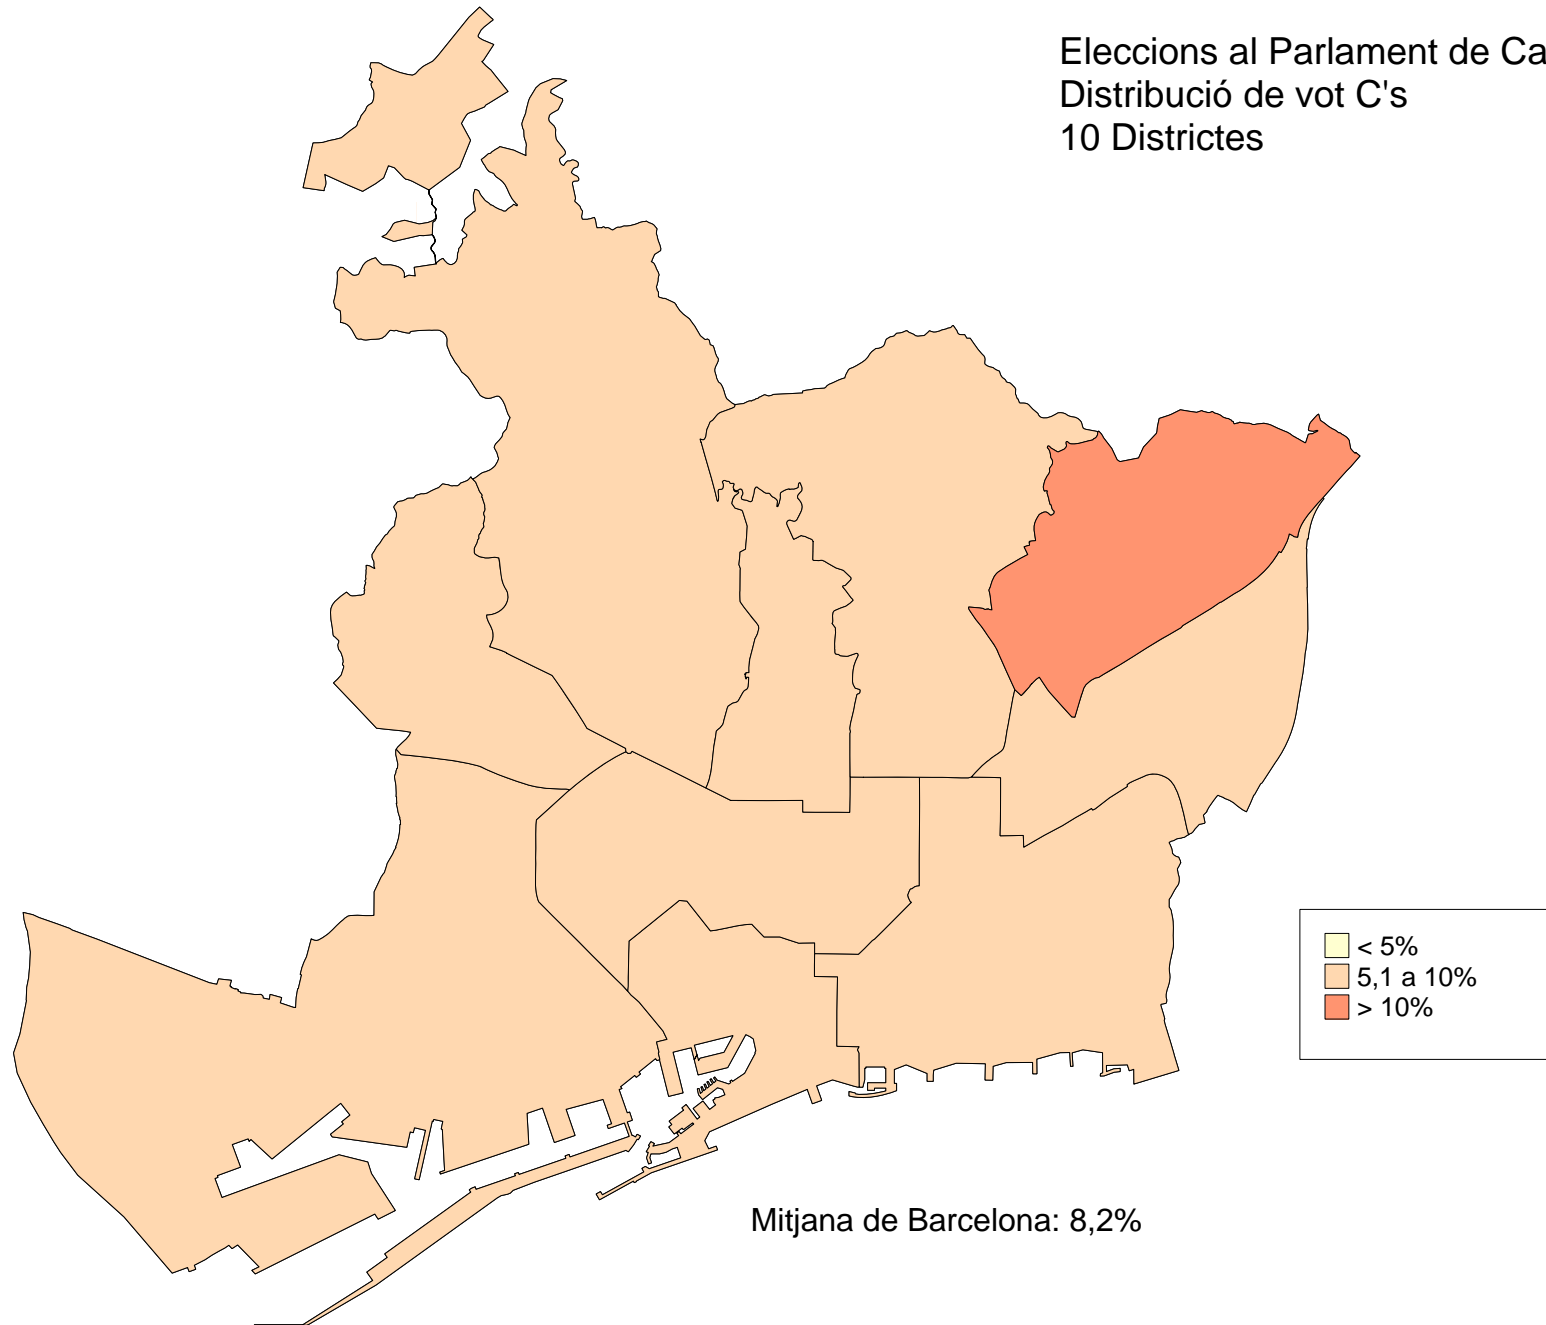 Eleccions al Parlament de Ca
Distribució de vot C's
10 Districtes
< 5%
5,1 a 10%
> 10%
Mitjana de Barcelona: 8,2%